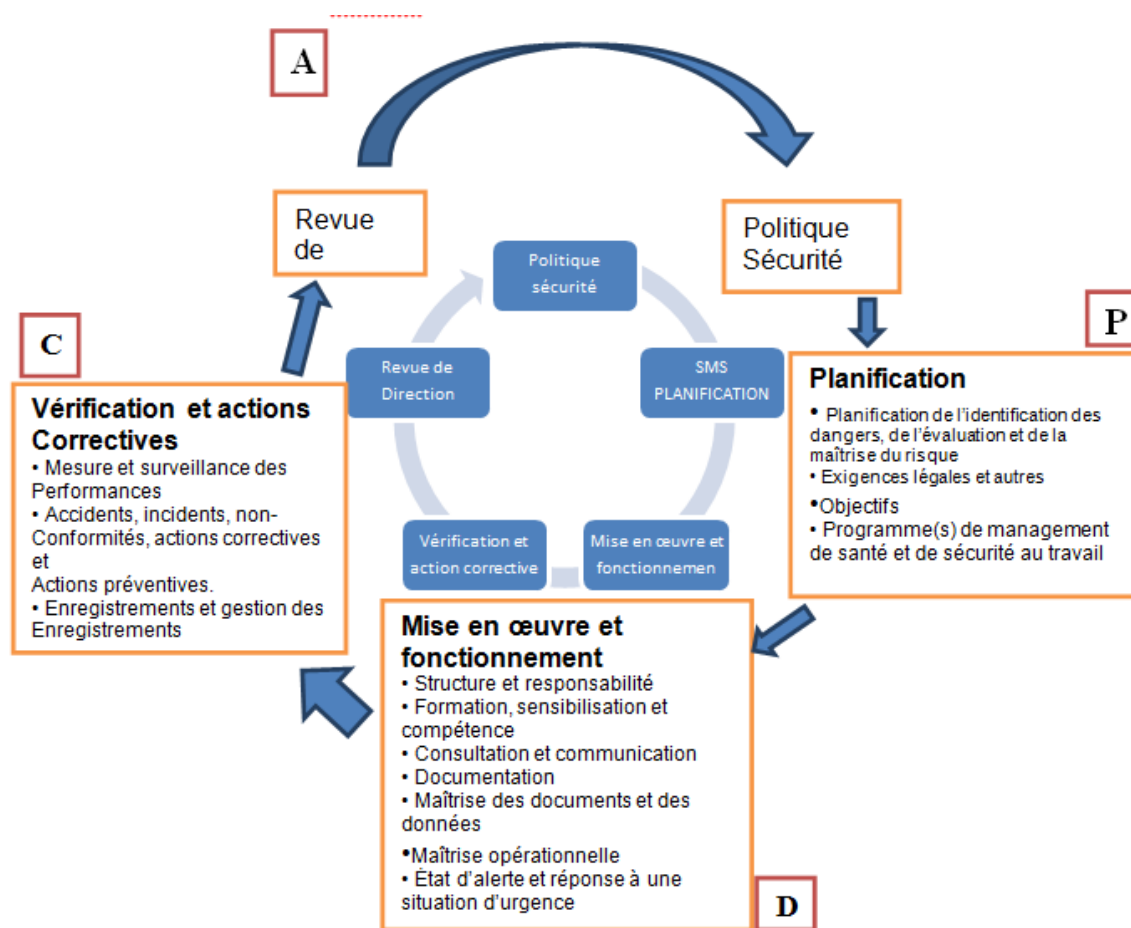 A
Revue
de
Politique
Sécurité
P
Planification
• Planification de l'identification des
dangers, de l'évaluation et de la
maîtrise du risque
• Exigences légales et autres
•Objectifs
• Programme(s) de management
de santé et de sécurité au travail
Mise en œuvre et
fonctionnement
• Structure et responsabilité
• Formation, sensibilisation et
compétence
• Consultation et communication
• Documentation
• Maîtrise des documents et des
données
•Maîtrise opérationnelle
• État d'alerte et réponse à une
situation d'urgence
D
C
Vérification et actions
Correctives
• Mesure et surveillance des
Performances
• Accidents, incidents, non-
Conformités, actions correctives
et
Actions préventives.
• Enregistrements et gestion des
Enregistrements
Politique
sécurité
SMS
PLANIFICATION
Mise en œuvre et
fonctionnemen
Vérification et
action corrective
Revue de
Direction